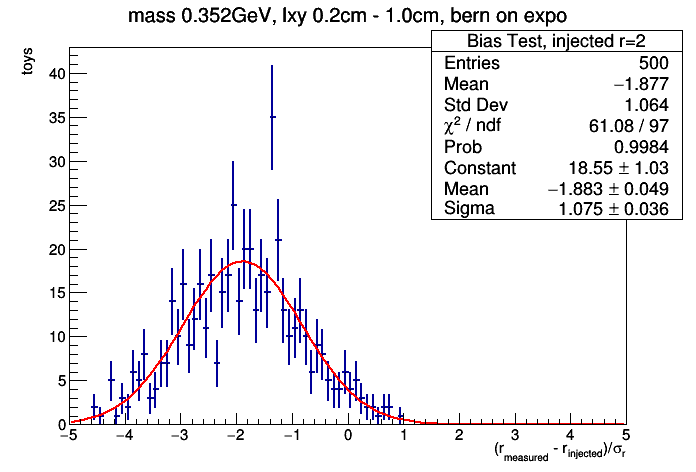 mass 0.352GeV, lxy 0.2cm - 1.0cm, bern on expo
Bias Test, injected r=2
Entries 500
Mean −1.877
Std Dev 1.064
χ² / ndf 61.08 / 97
Prob 0.9984
Constant 18.55 ± 1.03
Mean −1.883 ± 0.049
Sigma 1.075 ± 0.036
toys
40
35
30
25
20
15
10
5
0
−5 −4 −3 −2 −1 0 1 2 3 4 5
(r_measured - r_injected)/σ_r